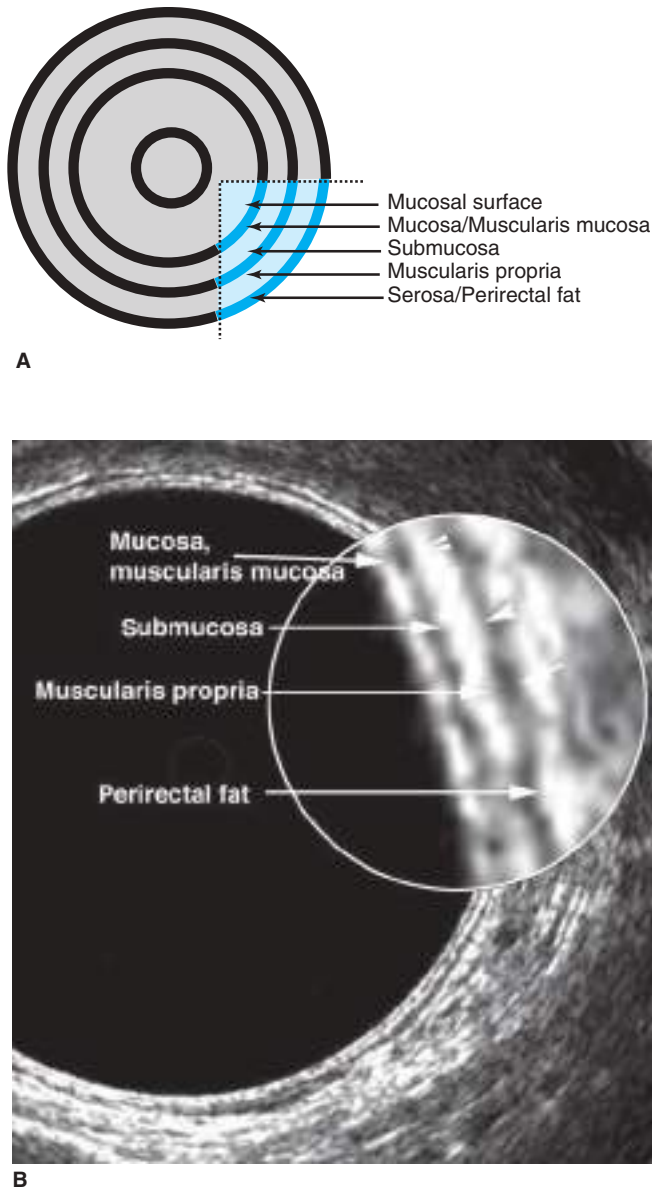 Mucosal surface
Mucosa/Muscularis mucosa
Submucosa
Muscularis propria
Serosa/Perirectal fat
A
Mucosa,
muscularis mucosa
Submucosa
Muscularis propria
Perirectal fat
B